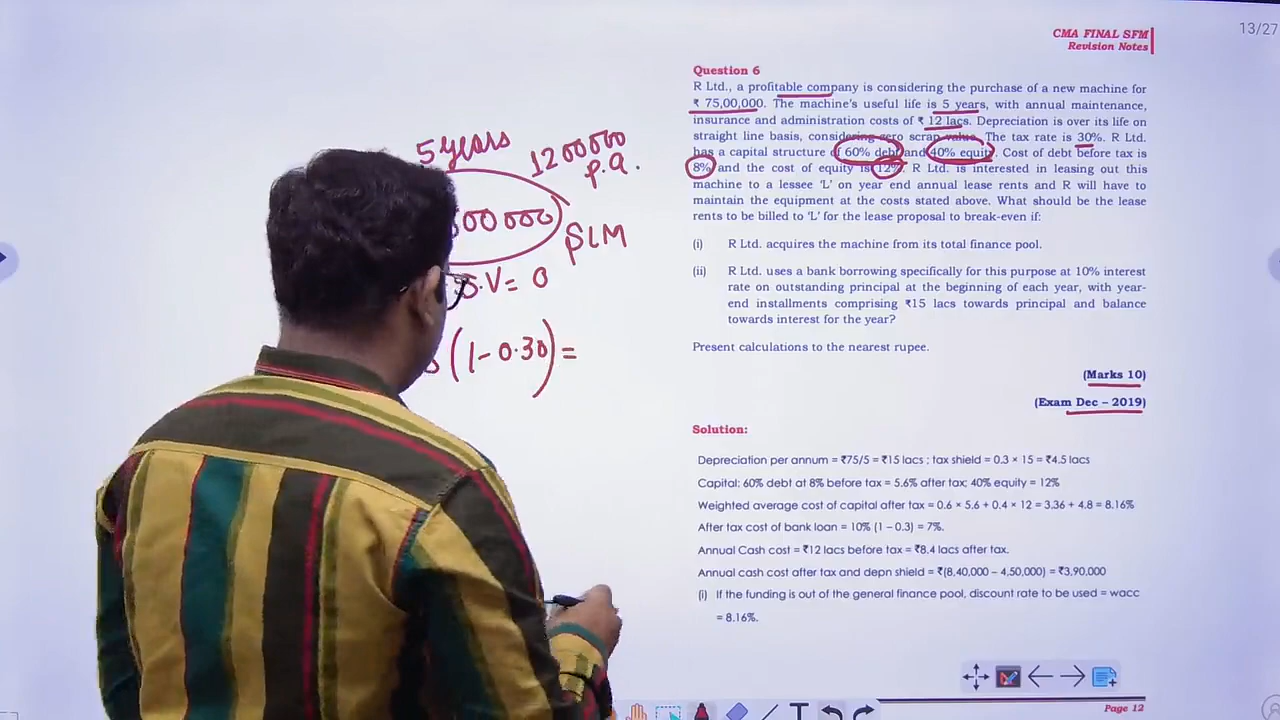 13/27
CMA FINAL SFM
Revision Notes
Question 6
R Ltd., a profitable company is considering the purchase of a new machine for
₹ 75,00,000. The machine's useful life is 5 years, with annual maintenance,
insurance and administration costs of ₹ 12 lacs. Depreciation is over its life on
straight line basis, considering zero scrap value. The tax rate is 30%. R Ltd.
has a capital structure of 60% debt and 40% equity. Cost of debt before tax is
8% and the cost of equity is 12%. R Ltd. is interested in leasing out this
machine to a lessee 'L' on year end annual lease rents and R will have to
maintain the equipment at the costs stated above. What should be the lease
rents to be billed to 'L' for the lease proposal to break-even if:
(i) R Ltd. acquires the machine from its total finance pool.
(ii) R Ltd. uses a bank borrowing specifically for this purpose at 10% interest
rate on outstanding principal at the beginning of each year, with year-
end installments comprising ₹15 lacs towards principal and balance
towards interest for the year?
Present calculations to the nearest rupee.
(Marks 10)
(Exam Dec – 2019)
Solution:
Depreciation per annum = ₹75/5 = ₹15 lacs ; tax shield = 0.3 × 15 = ₹4.5 lacs
Capital: 60% debt at 8% before tax = 5.6% after tax; 40% equity = 12%
Weighted average cost of capital after tax = 0.6 × 5.6 + 0.4 × 12 = 3.36 + 4.8 = 8.16%
After tax cost of bank loan = 10% (1 – 0.3) = 7%.
Annual Cash cost = ₹12 lacs before tax = ₹8.4 lacs after tax.
Annual cash cost after tax and depn shield = ₹(8,40,000 – 4,50,000) = ₹3,90,000
(i) If the funding is out of the general finance pool, discount rate to be used = wacc
= 8.16%.
Page 12
5 years
1200000
p.a.
00000
SLM
S.V = 0
(1-0.30) =
T